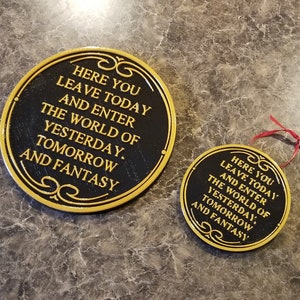 HERE YOU
LEAVE TODAY
AND ENTER
THE WORLD OF
YESTERDAY,
TOMORROW
AND FANTASY
HERE YOU
LEAVE TODAY
AND ENTER
THE WORLD OF
YESTERDAY,
TOMORROW,
AND FANTASY